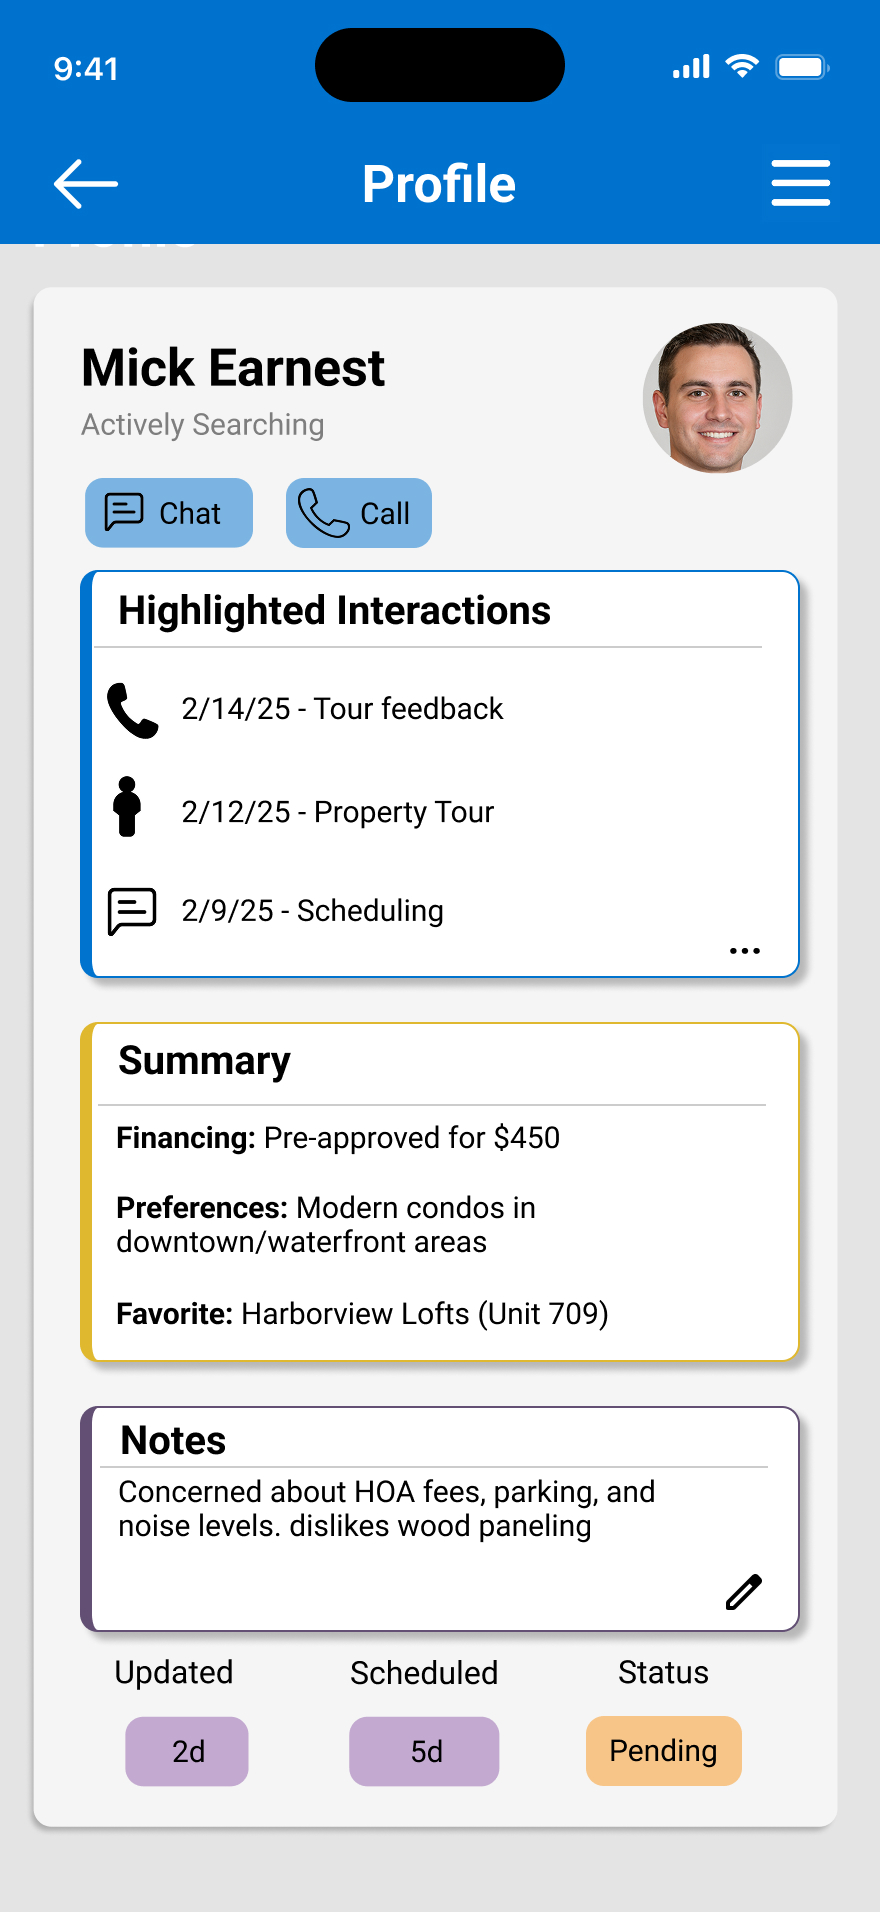 9:41
Profile
Mick Earnest
Actively Searching
Chat
Call
Highlighted Interactions
2/14/25 - Tour feedback
2/12/25 - Property Tour
2/9/25 - Scheduling
...
Summary
Financing: Pre-approved for $450
Preferences: Modern condos in
downtown/waterfront areas
Favorite: Harborview Lofts (Unit 709)
Notes
Concerned about HOA fees, parking, and
noise levels. dislikes wood paneling
Updated
Scheduled
Status
2d
5d
Pending